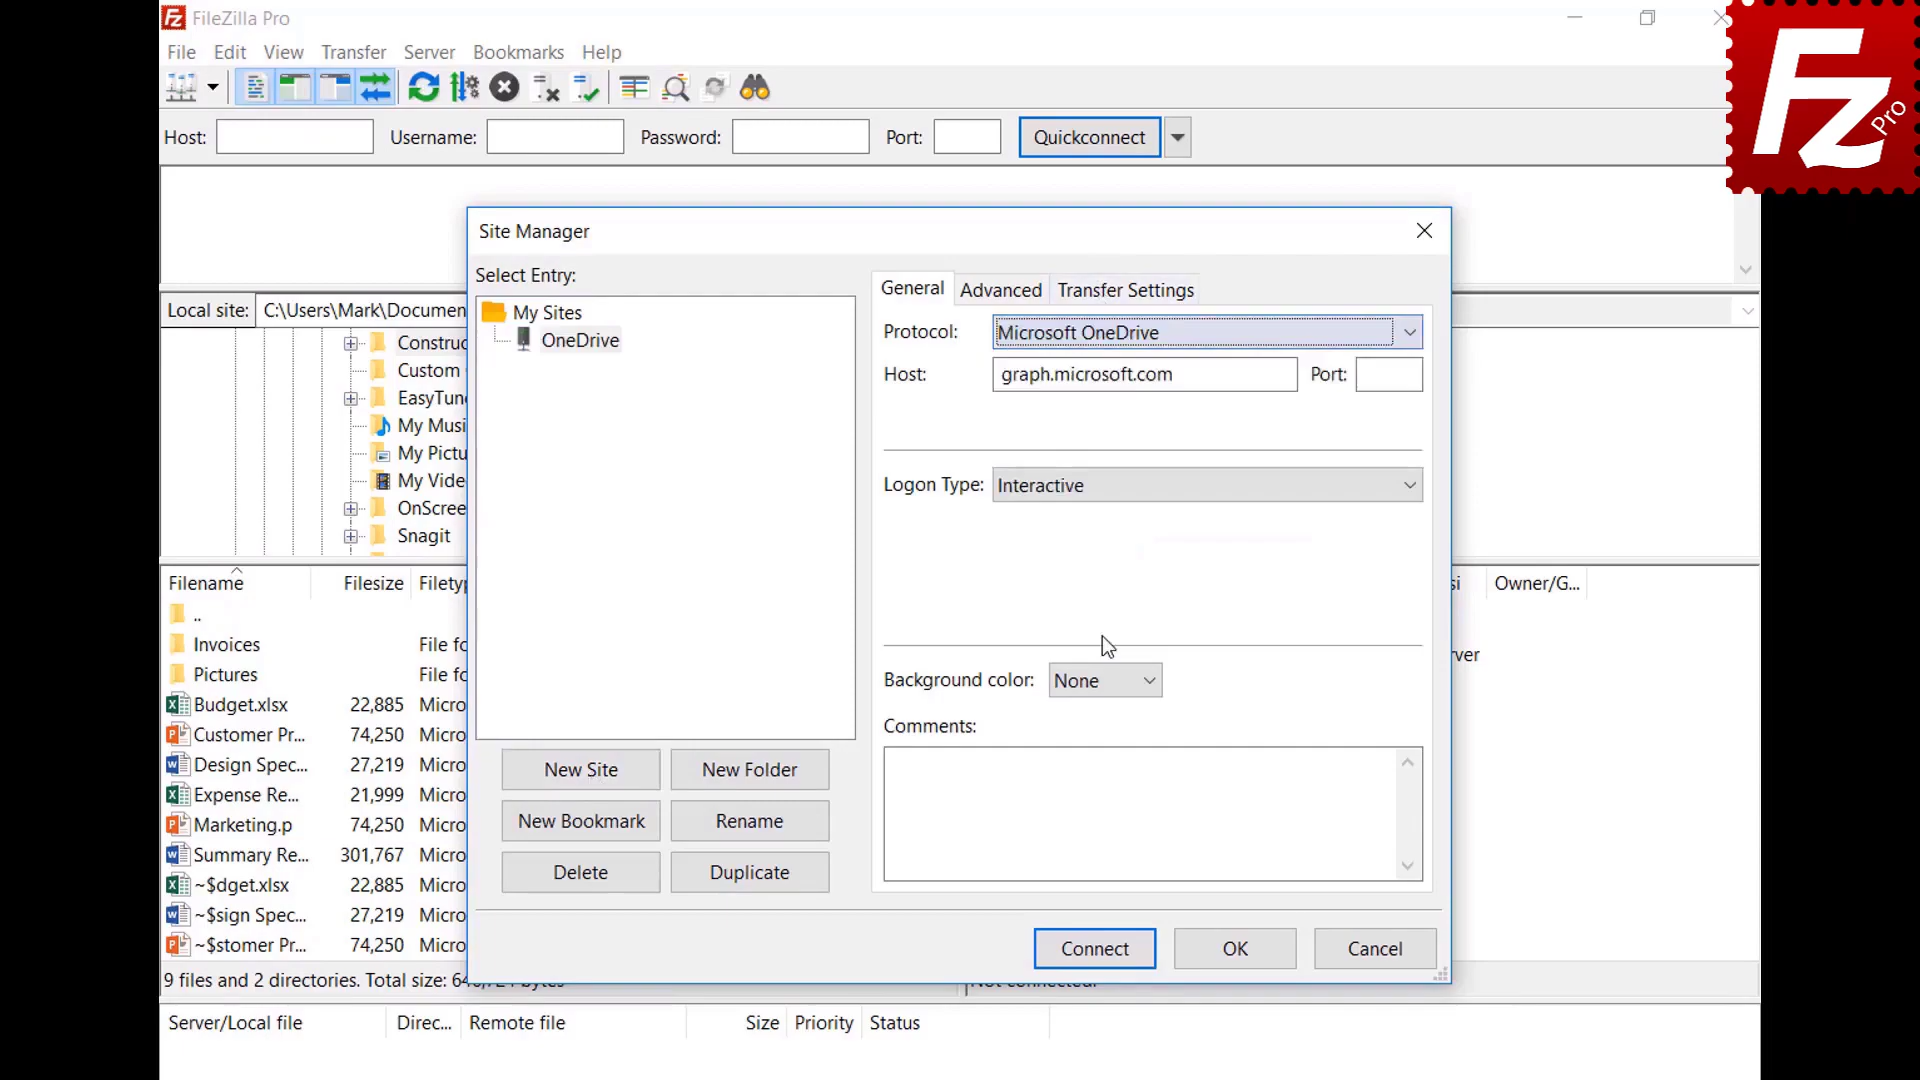 FileZilla Pro
File Edit View Transfer Server Bookmarks Help
Host: Username: Password: Port: Quickconnect
Fz Pro
Site Manager
Select Entry:
My Sites
OneDrive
New Site New Folder
New Bookmark Rename
Delete Duplicate
General Advanced Transfer Settings
Protocol: Microsoft OneDrive
Host: graph.microsoft.com Port:
Logon Type: Interactive
Background color: None
Comments:
Connect OK Cancel
Local site: C:\Users\Mark\Documen
Construc
Custom
EasyTune
My Musi
My Pictu
My Vide
OnScree
Snagit
Filename Filesize Filetyp
..
Invoices File fo
Pictures File fo
Budget.xlsx 22,885 Micro
Customer Pr... 74,250 Micro
Design Spec... 27,219 Micro
Expense Re... 21,999 Micro
Marketing.p 74,250 Micro
Summary Re... 301,767 Micro
~$dget.xlsx 22,885 Micro
~$sign Spec... 27,219 Micro
~$stomer Pr... 74,250 Micro
si Owner/G...
rver
9 files and 2 directories. Total size: bytes
Not connected.
Server/Local file Direc... Remote file Size Priority Status